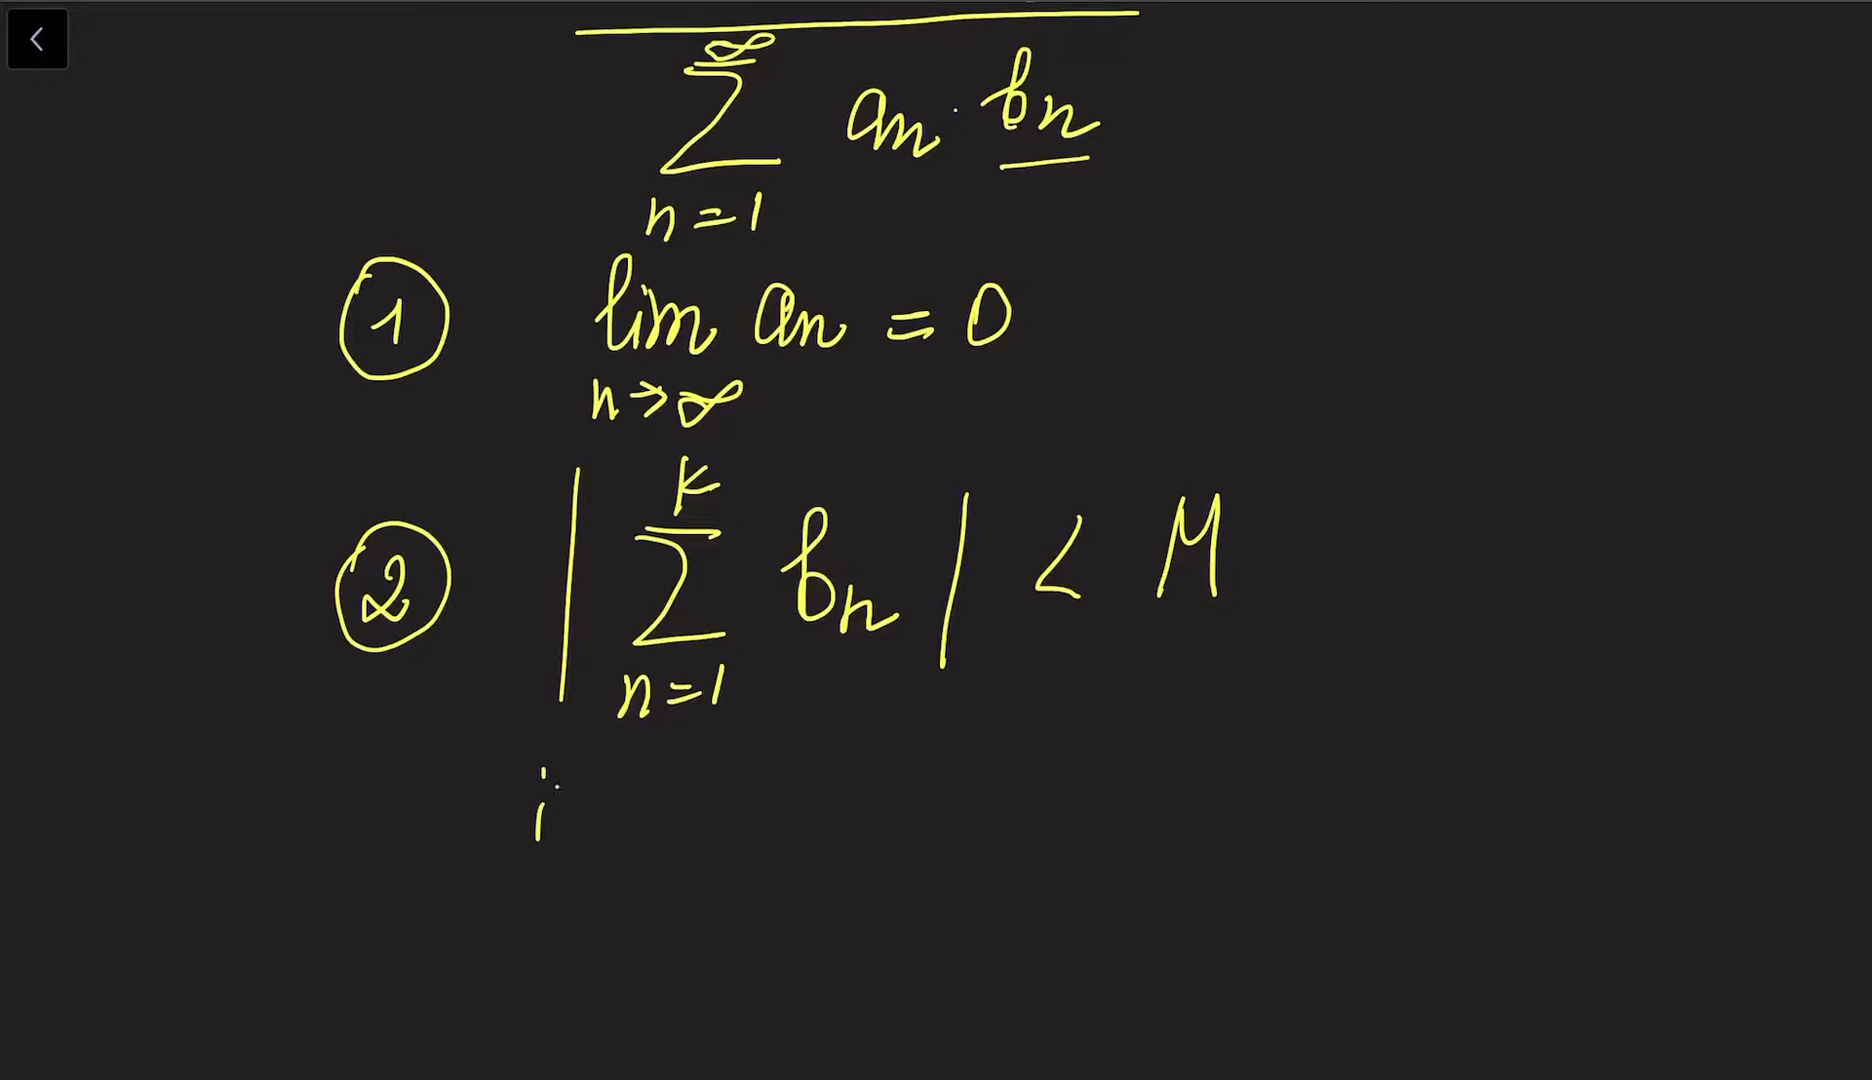 ∞
∑ an · bn
n=1
① lim an = 0
n→∞
② | ∑ bn | < M
K
n=1
i